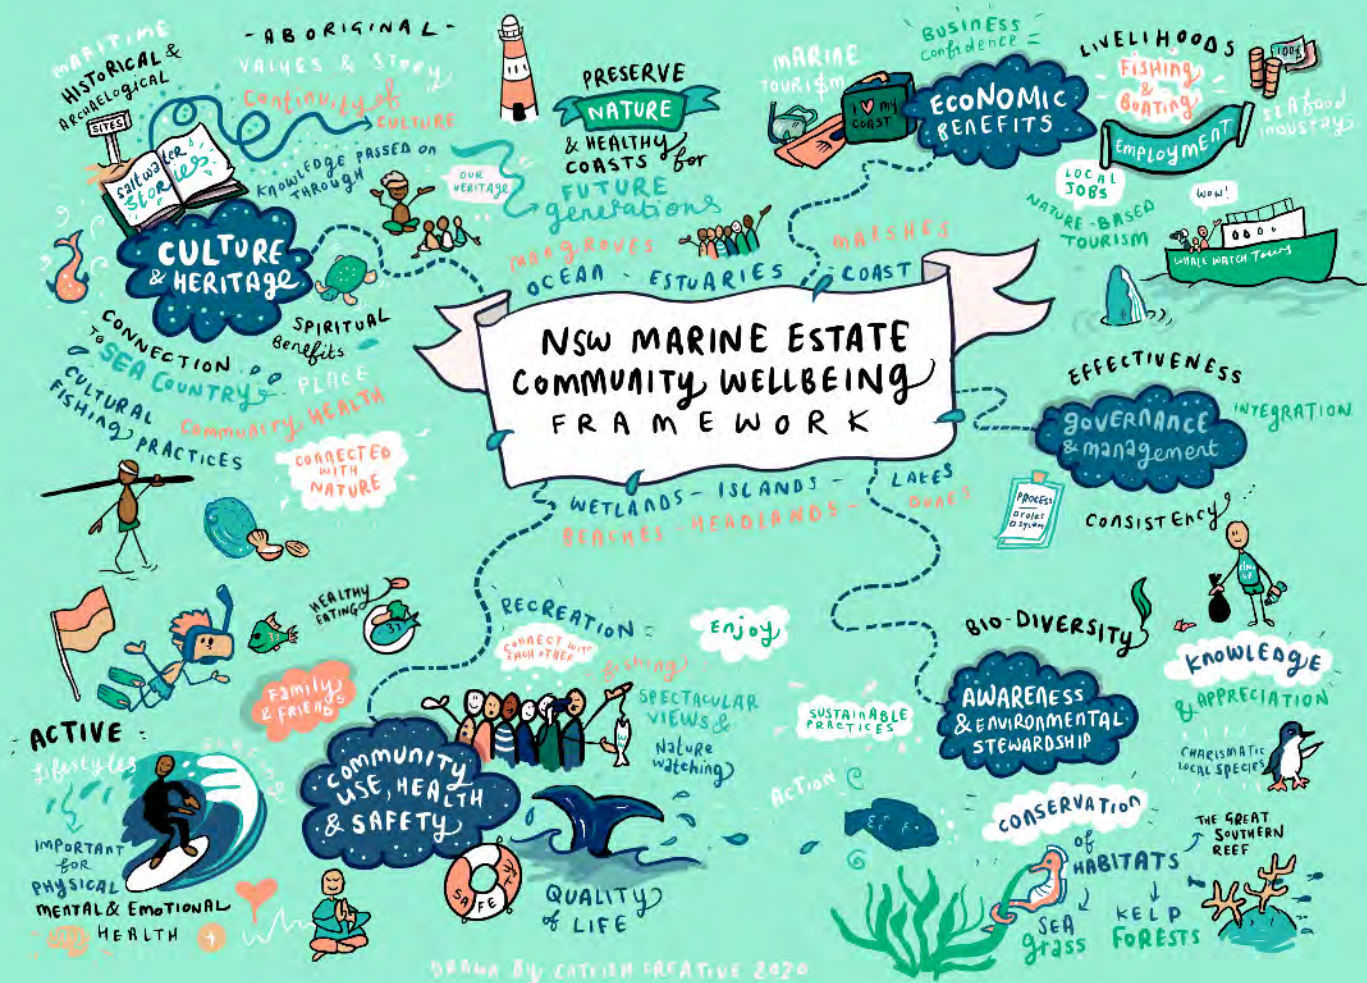 NSW MARINE ESTATE
COMMUNITY WELLBEING
FRAMEWORK
MANGROVES
MARSHES
OCEAN - ESTUARIES - COAST
WETLANDS - ISLANDS - LAKES
BEACHES - HEADLANDS - DUNES
MARITIME
HISTORICAL &
ARCHAELOGICAL
SITES
- ABORIGINAL -
VALUES & STORY
Continuity of
CULTURE
Saltwater
Stories
KNOWLEDGE PASSED ON
THROUGH
OUR
HERITAGE
CULTURE
& HERITAGE
SPIRITUAL
Benefits
CONNECTION
TO SEA COUNTRY
PLACE
CULTURAL
FISHING PRACTICES
Community HEALTH
CONNECTED
WITH
NATURE
PRESERVE
NATURE
& HEALTHY
COASTS for
FUTURE
generations
MARINE
TOURISM
I ♥ MY
COAST
BUSINESS
Confidence
ECONOMIC
BENEFITS
LIVELIHOODS
FISHING
&
BOATING
100$
SEAfood
INDUSTRY
EMPLOYMENT
LOCAL
JOBS
NATURE-BASED
TOURISM
WOW!
WHALE WATCH TOURS
EFFECTIVENESS
governance
& management
INTEGRATION
PROCESS
CONSISTENCY
BIO-DIVERSITY
KNOWLEDGE
& APPRECIATION
AWARENESS
& ENVIRONMENTAL
STEWARDSHIP
SUSTAINABLE
PRACTICES
CHARISMATIC
LOCAL SPECIES
ACTION
CONSERVATION
of
HABITATS
THE GREAT
SOUTHERN
REEF
SEA
grass
KELP
FORESTS
HEALTHY
EATING
RECREATION
CONNECT WITH
EACH OTHER
Enjoy
fishing
SPECTACULAR
VIEWS &
Nature
watching
Family
& FRIEND
COMMUNITY
USE, HEALTH
& SAFETY
SAFE
QUALITY
of LIFE
ACTIVE
Lifestyles
SURFING
IMPORTANT
for
PHYSICAL
MENTAL & EMOTIONAL
HEALTH
DRAWN BY CATFISH CREATIVE 2020